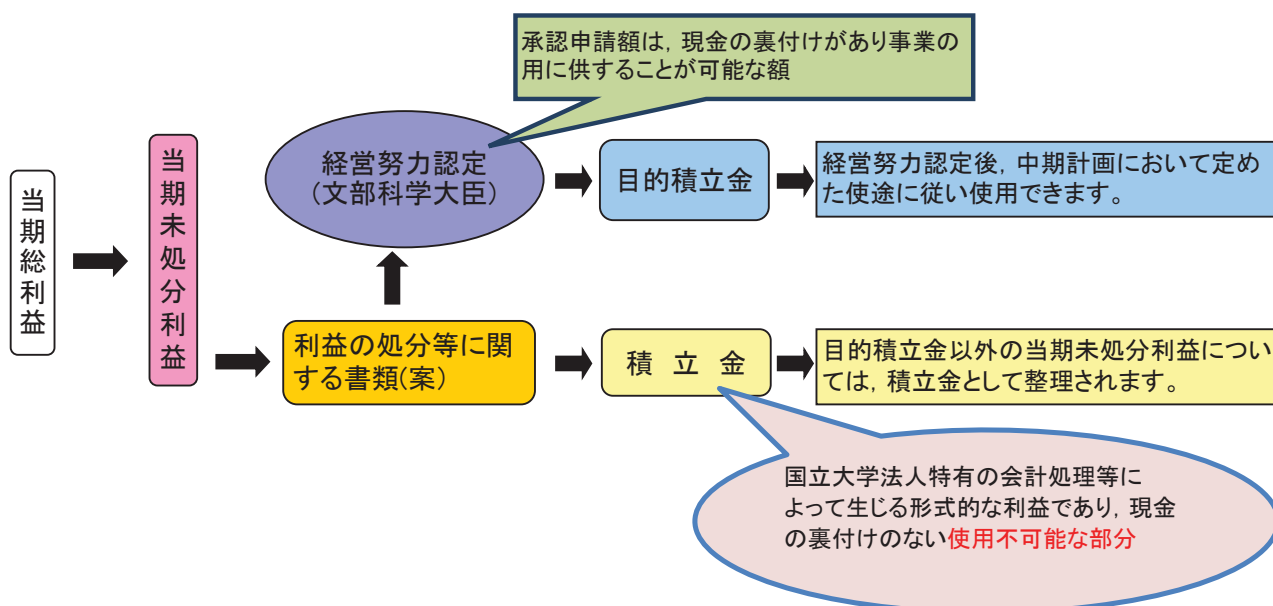 承認申請額は，現金の裏付けがあり事業の
用に供することが可能な額
当期総利益
当期未処分利益
経営努力認定
(文部科学大臣)
目的積立金
経営努力認定後，中期計画において定め
た使途に従い使用できます。
利益の処分等に関
する書類(案)
積 立 金
目的積立金以外の当期未処分利益につい
ては，積立金として整理されます。
国立大学法人特有の会計処理等に
よって生じる形式的な利益であり，現金
の裏付けのない使用不可能な部分